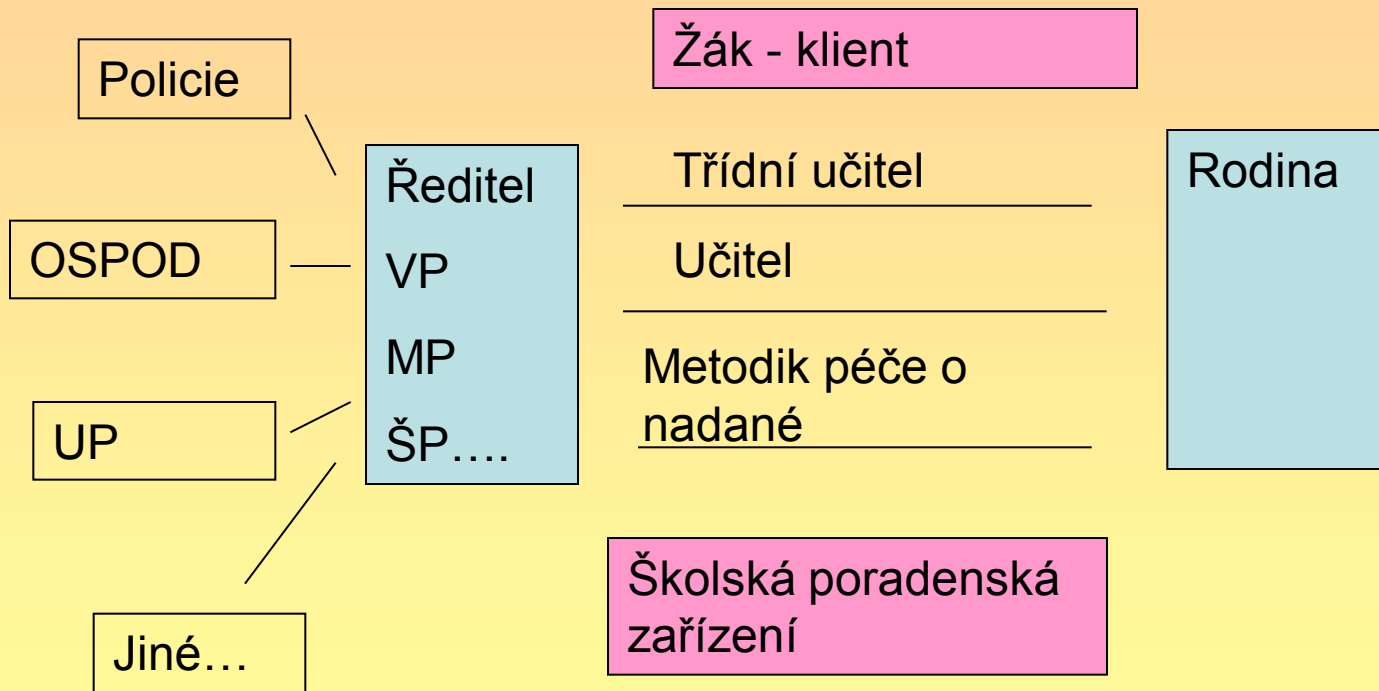 Žák - klient
Policie
Ředitel
VP
MP
ŠP….
Třídní učitel
Učitel
Metodik péče o
nadané
Rodina
OSPOD
UP
Jiné…
Školská poradenská
zařízení